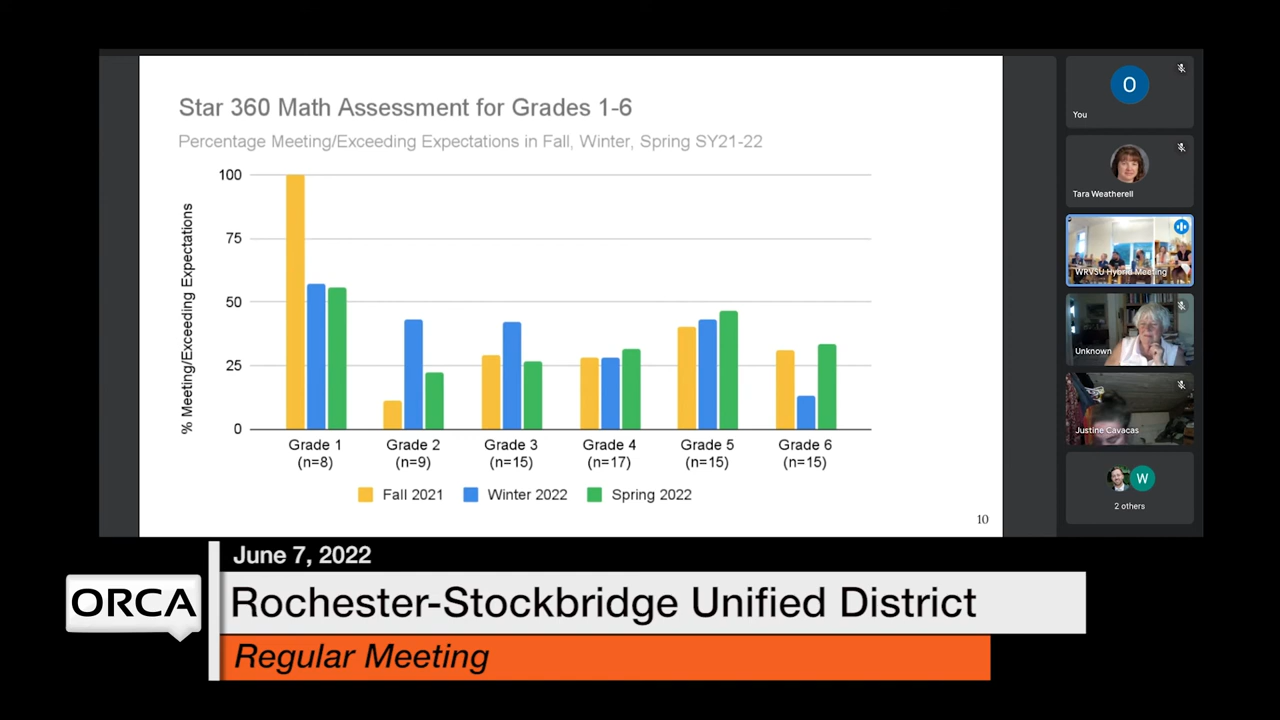 Star 360 Math Assessment for Grades 1-6
Percentage Meeting/Exceeding Expectations in Fall, Winter, Spring SY21-22
% Meeting/Exceeding Expectations
100
75
50
25
0
Grade 1
(n=8)
Grade 2
(n=9)
Grade 3
(n=15)
Grade 4
(n=17)
Grade 5
(n=15)
Grade 6
(n=15)
Fall 2021
Winter 2022
Spring 2022
10
O
You
Tara Weatherell
WRVSU Hybrid Meeting
Unknown
Justine Cavacas
W
2 others
June 7, 2022
ORCA
Rochester-Stockbridge Unified District
Regular Meeting